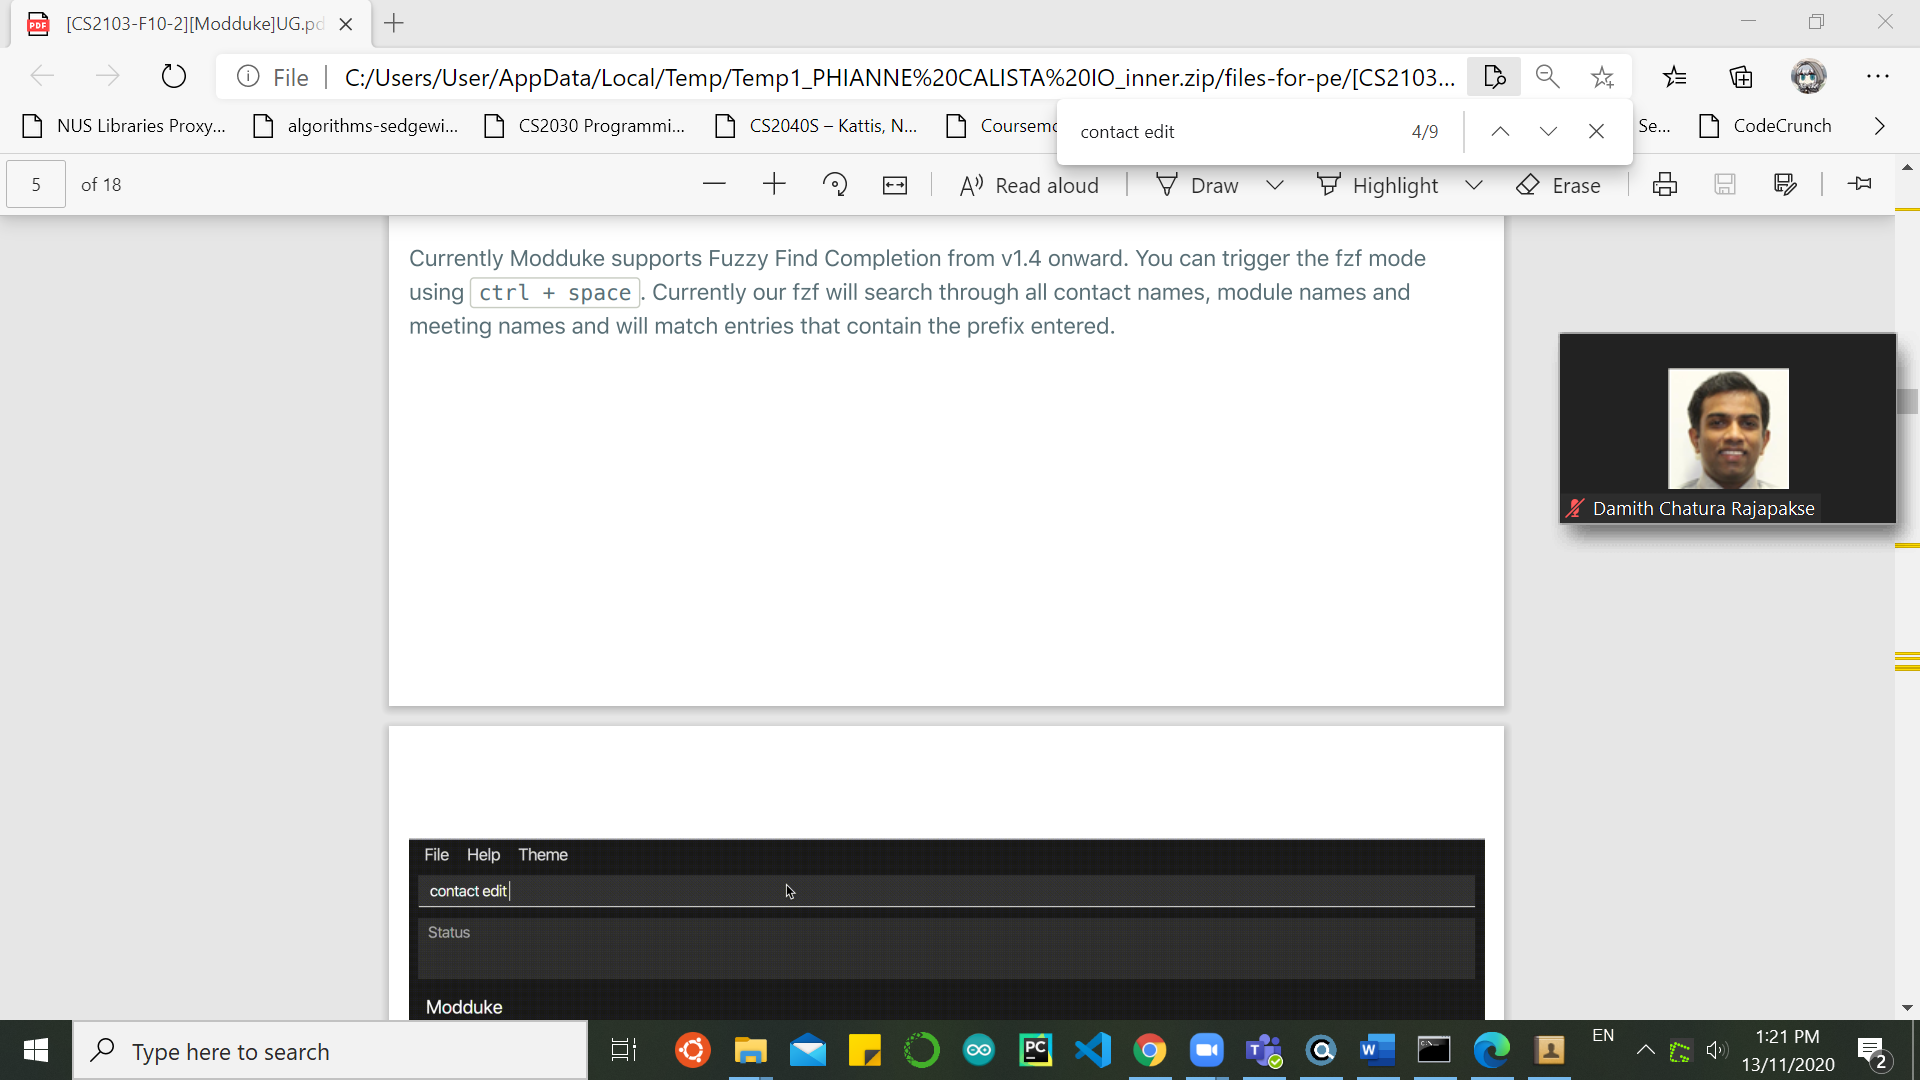 [CS2103-F10-2][Modduke]UG.pd
File
C:/Users/User/AppData/Local/Temp/Temp1_PHIANNE%20CALISTA%20IO_inner.zip/files-for-pe/[CS2103...
NUS Libraries Proxy...
algorithms-sedgewi...
CS2030 Programmi...
CS2040S – Kattis, N...
Coursemo
contact edit
4/9
Se...
CodeCrunch
5
of 18
Read aloud
Draw
Highlight
Erase
Currently Modduke supports Fuzzy Find Completion from v1.4 onward. You can trigger the fzf mode
using ctrl + space . Currently our fzf will search through all contact names, module names and
meeting names and will match entries that contain the prefix entered.
Damith Chatura Rajapakse
File Help Theme
contact edit
Status
Modduke
Type here to search
EN
1:21 PM
13/11/2020
2